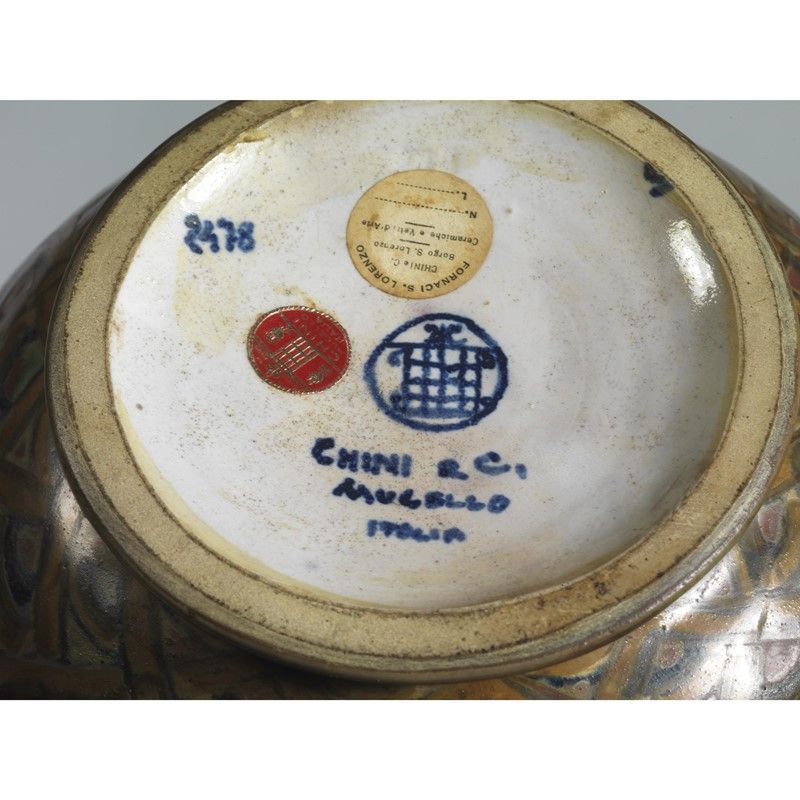 2478
FORNACI S. LORENZO
CHINI e C.
Borgo S. Lorenzo
Ceramiche e Vetri d'Arte
N.
L.
CHINI & C.
MUGELLO
ITALIA